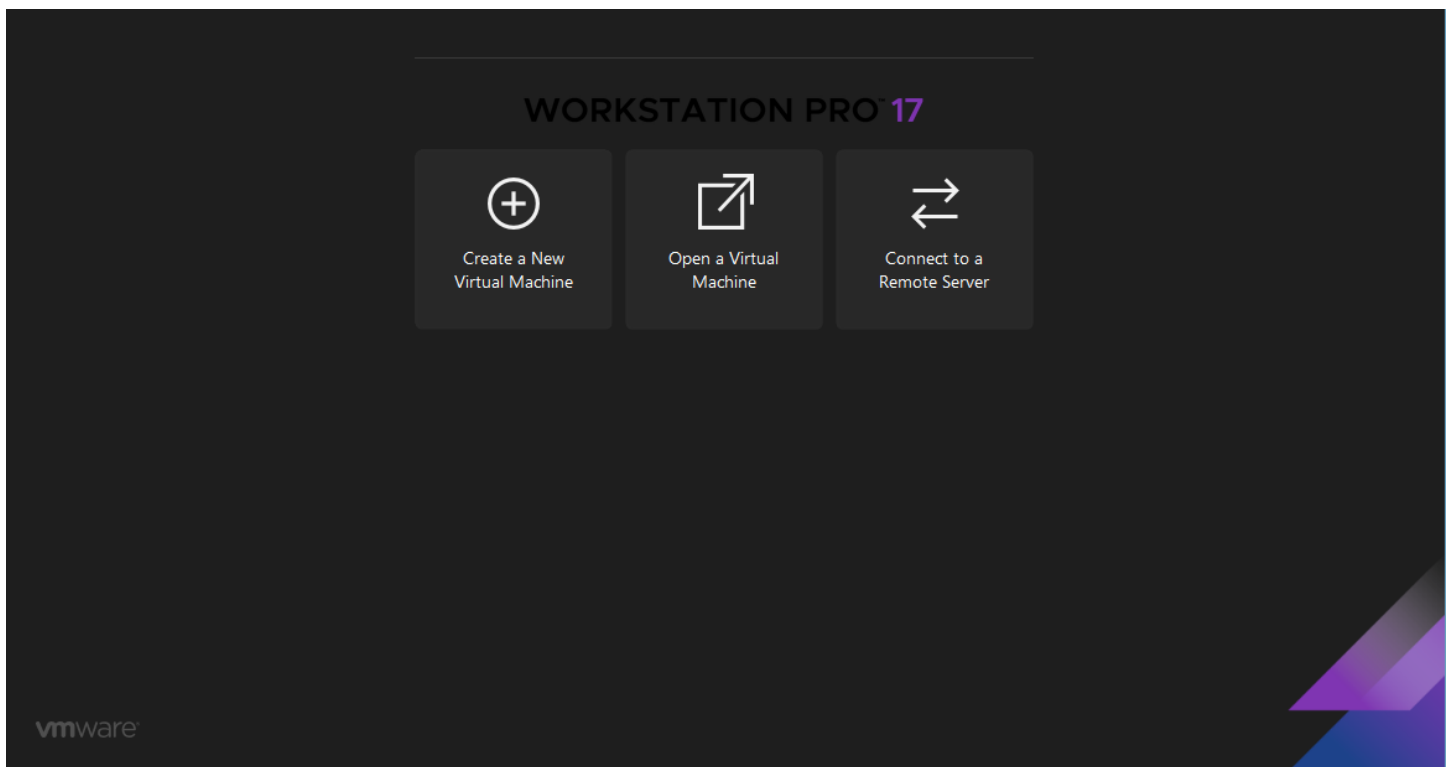 WORKSTATION PRO™ 17
Create a New
Virtual Machine
Open a Virtual
Machine
Connect to a
Remote Server
vmware®